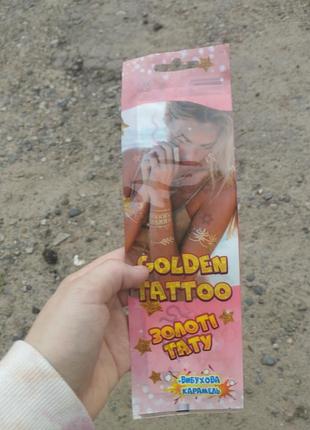 GOLDEN
TATTOO
ЗОЛОТІ
ТАТУ
ВИБУХОВА
КАРАМЕЛЬ